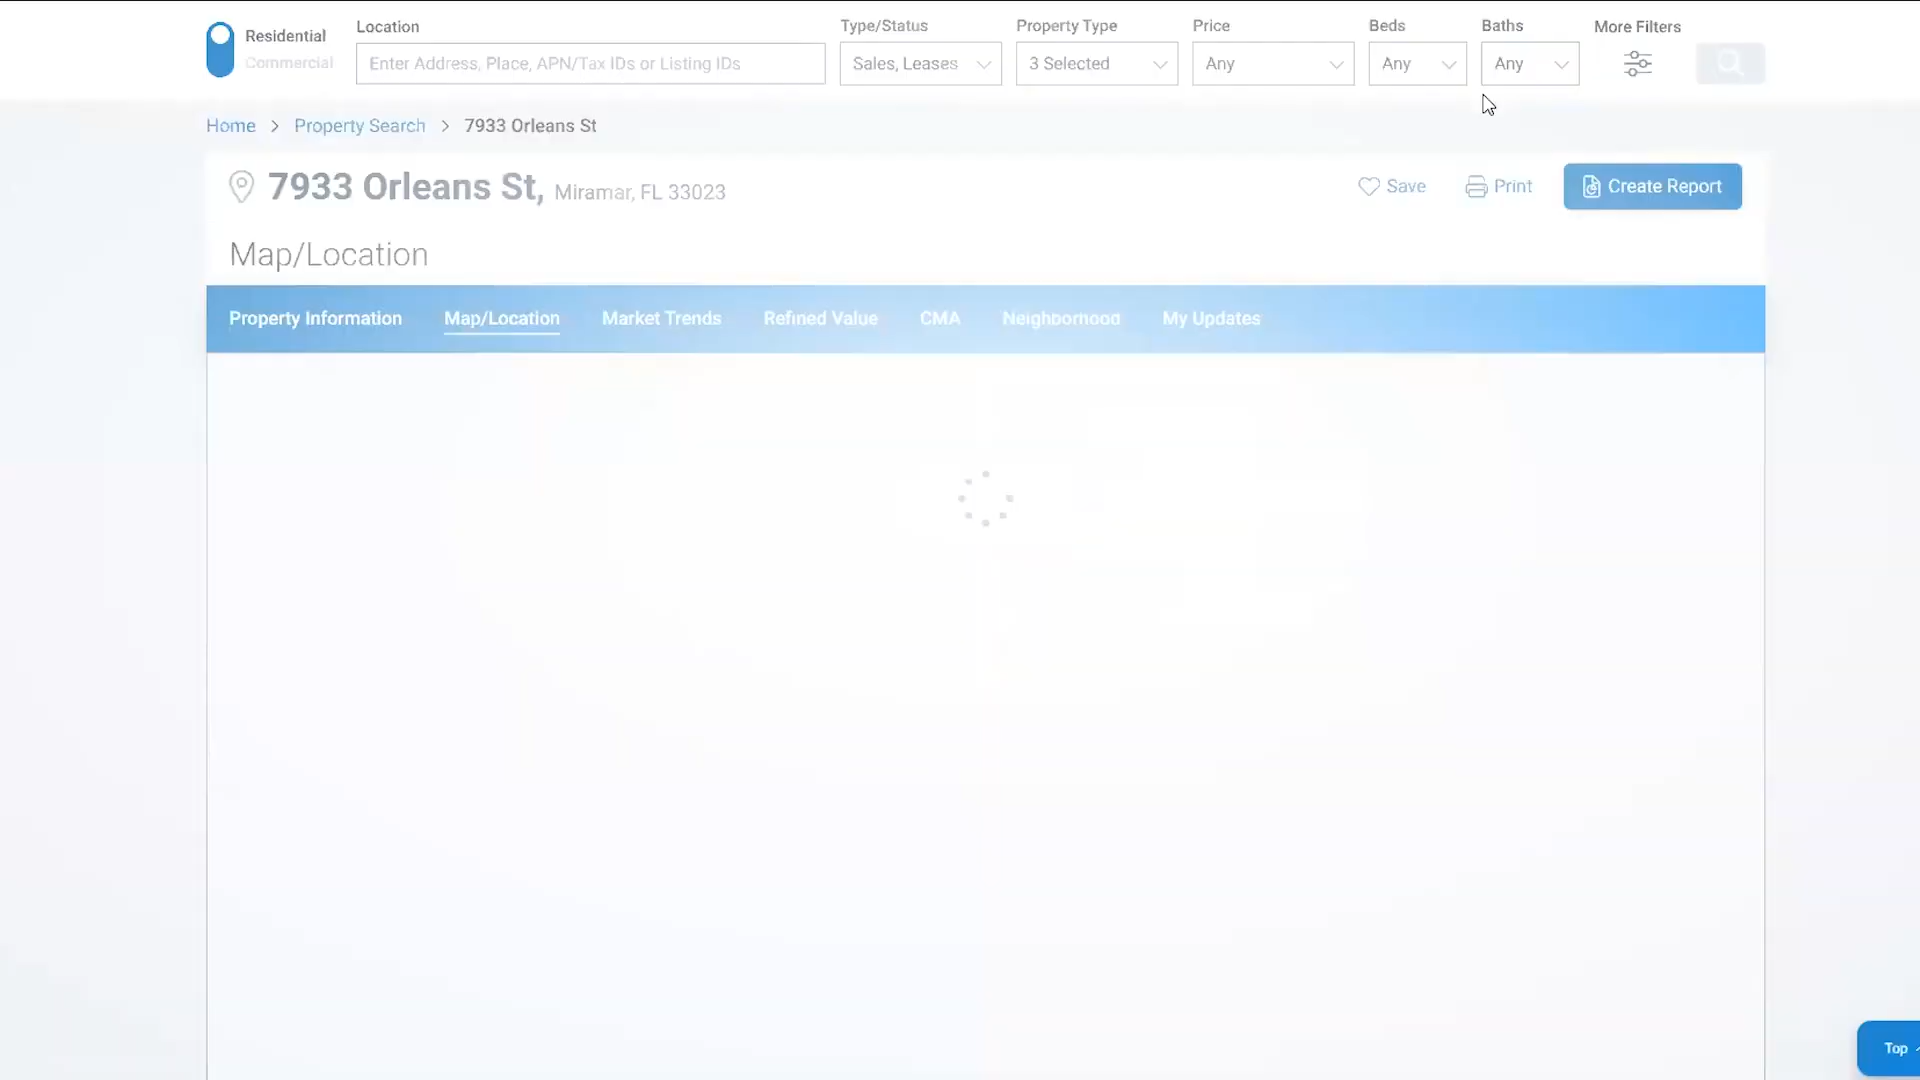 Residential
Commercial
Location
Enter Address, Place, APN/Tax IDs or Listing IDs
Type/Status
Sales, Leases
Property Type
3 Selected
Price
Any
Beds
Any
Baths
Any
More Filters
Home > Property Search > 7933 Orleans St
7933 Orleans St, Miramar, FL 33023
Save
Print
Create Report
Map/Location
Property Information
Map/Location
Market Trends
Refined Value
CMA
Neighborhood
My Updates
Top